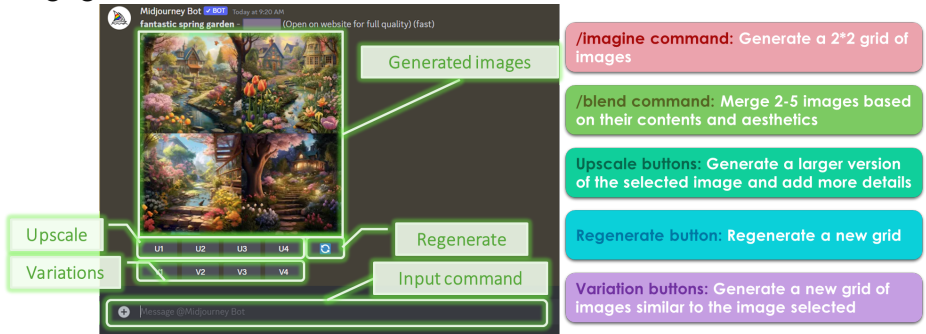 Midjourney Bot ✓ BOT Today at 9:20 AM
fantastic spring garden - (Open on website for full quality) (fast)
Generated images
Upscale
U1 U2 U3 U4
Regenerate
Variations
V2 V3 V4
Input command
Message @Midjourney Bot
/imagine command: Generate a 2*2 grid of
images
/blend command: Merge 2-5 images based
on their contents and aesthetics
Upscale buttons: Generate a larger version
of the selected image and add more details
Regenerate button: Regenerate a new grid
Variation buttons: Generate a new grid of
images similar to the image selected